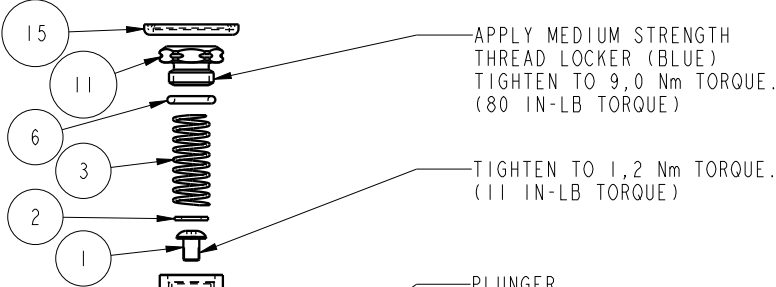 15
APPLY MEDIUM STRENGTH
THREAD LOCKER (BLUE)
TIGHTEN TO 9,0 Nm TORQUE.
(80 IN-LB TORQUE)
11
6
3
TIGHTEN TO 1,2 Nm TORQUE.
(11 IN-LB TORQUE)
2
1
PLUNGER